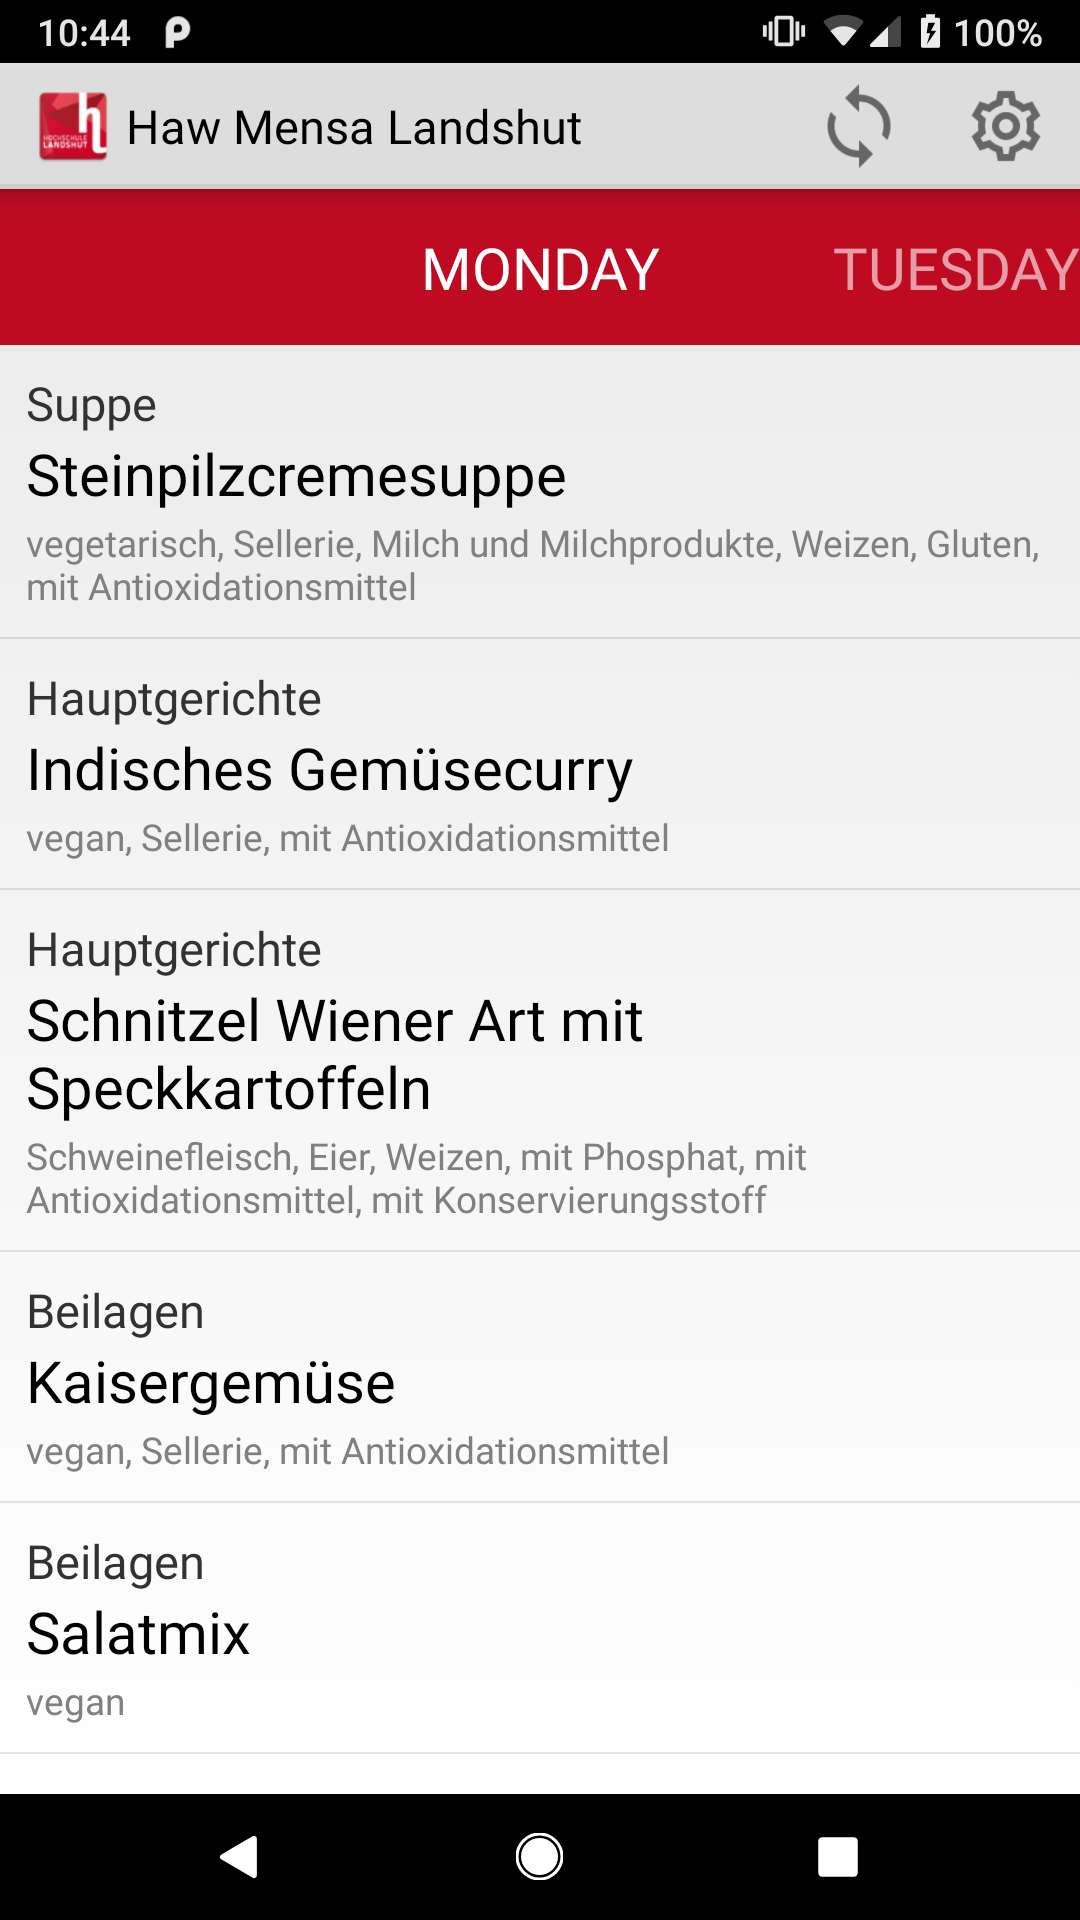 10:44
100%
HOCHSCHULE
LANDSHUT
Haw Mensa Landshut
MONDAY
TUESDAY
Suppe
Steinpilzcremesuppe
vegetarisch, Sellerie, Milch und Milchprodukte, Weizen, Gluten,
mit Antioxidationsmittel
Hauptgerichte
Indisches Gemüsecurry
vegan, Sellerie, mit Antioxidationsmittel
Hauptgerichte
Schnitzel Wiener Art mit
Speckkartoffeln
Schweinefleisch, Eier, Weizen, mit Phosphat, mit
Antioxidationsmittel, mit Konservierungsstoff
Beilagen
Kaisergemüse
vegan, Sellerie, mit Antioxidationsmittel
Beilagen
Salatmix
vegan